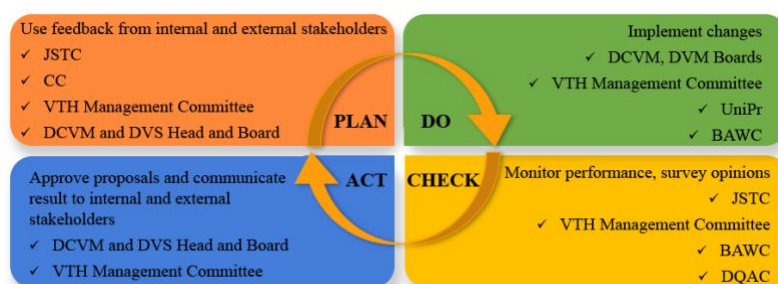 Use feedback from internal and external stakeholders
✓ JSTC
✓ CC
✓ VTH Management Committee
✓ DCVM and DVS Head and Board
PLAN
Implement changes
✓ DCVM, DVM Boards
✓ VTH Management Committee
✓ UniPr
✓ BAWC
DO
Approve proposals and communicate
result to internal and external
stakeholders
✓ DCVM and DVS Head and Board
✓ VTH Management Committee
ACT
CHECK
Monitor performance, survey opinions
✓ JSTC
✓ VTH Management Committee
✓ BAWC
✓ DQAC